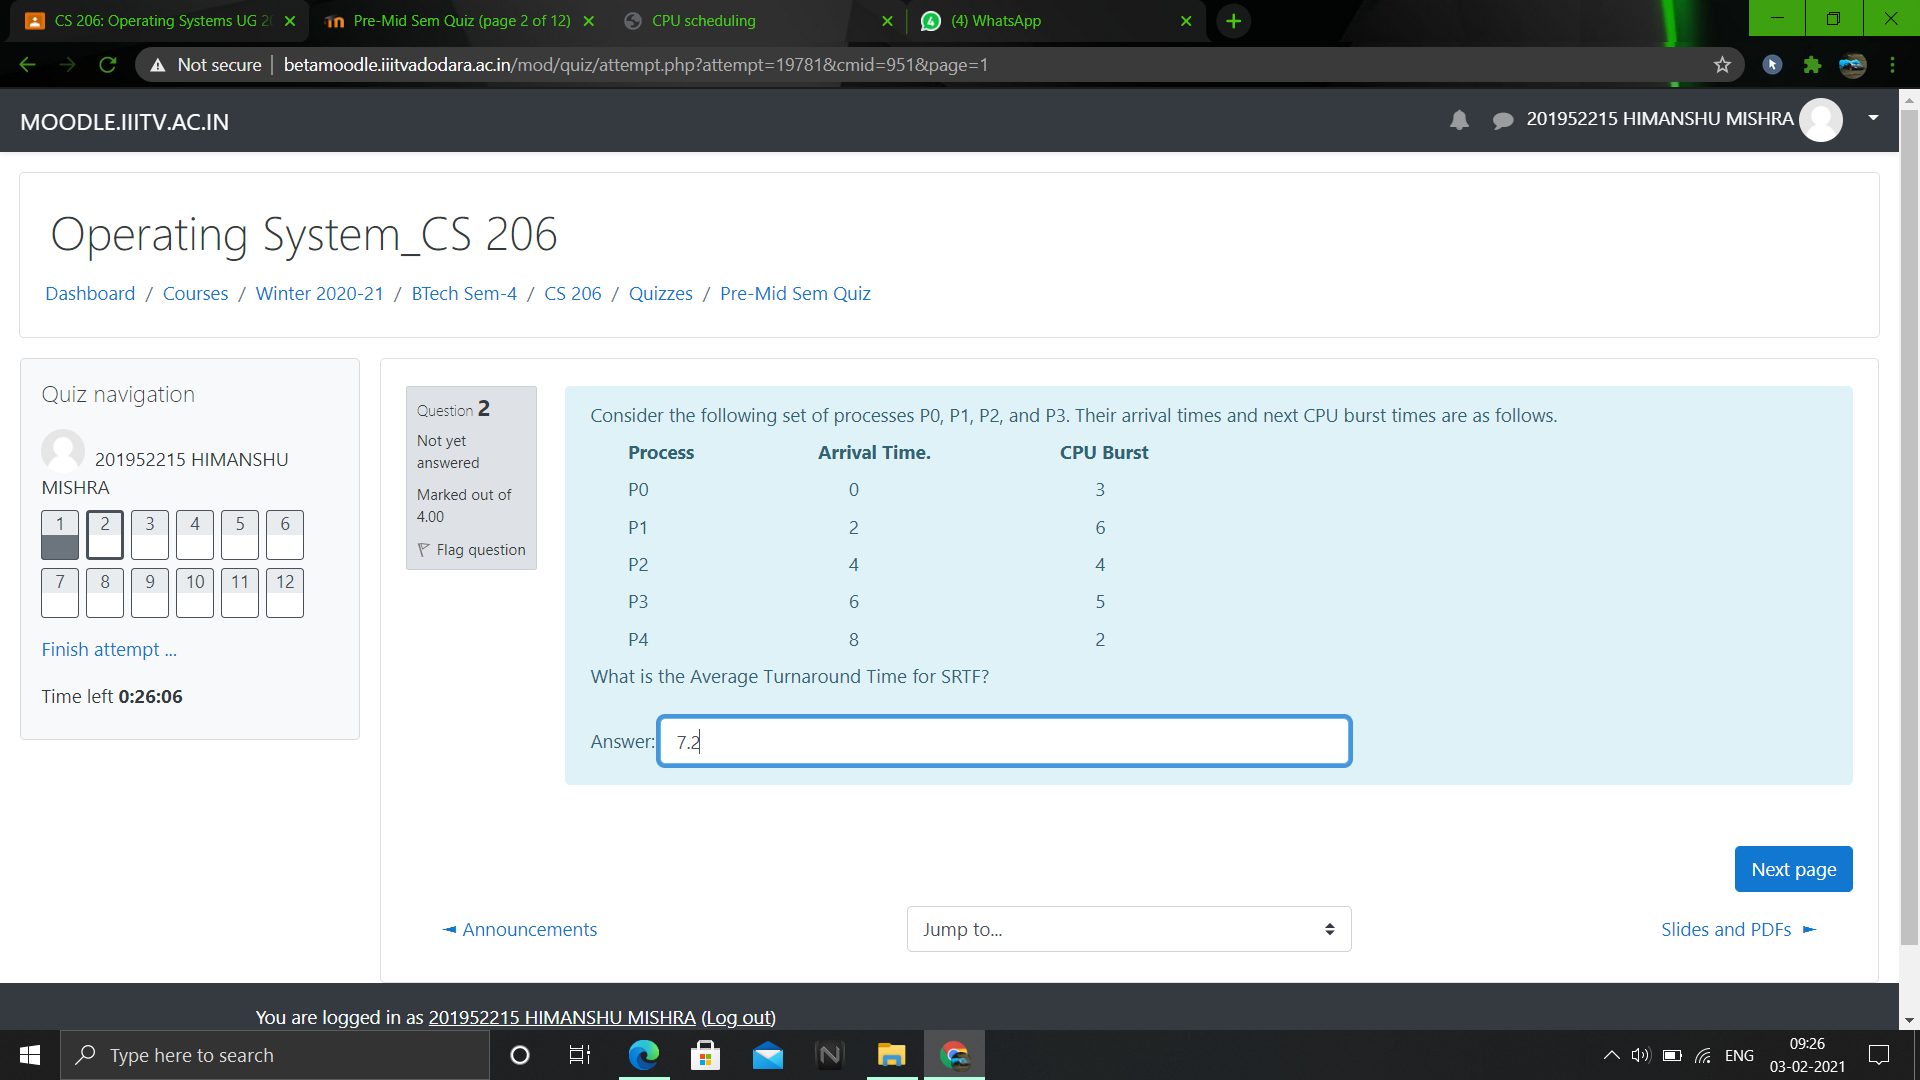 CS 206: Operating Systems UG 20
Pre-Mid Sem Quiz (page 2 of 12)
CPU scheduling
(4) WhatsApp
Not secure | betamoodle.iiitvadodara.ac.in/mod/quiz/attempt.php?attempt=19781&cmid=951&page=1
MOODLE.IIITV.AC.IN
201952215 HIMANSHU MISHRA
Operating System_CS 206
Dashboard / Courses / Winter 2020-21 / BTech Sem-4 / CS 206 / Quizzes / Pre-Mid Sem Quiz
Quiz navigation
201952215 HIMANSHU
MISHRA
1 2 3 4 5 6
7 8 9 10 11 12
Finish attempt ...
Time left 0:26:06
Question 2
Not yet
answered
Marked out of
4.00
Flag question
Consider the following set of processes P0, P1, P2, and P3. Their arrival times and next CPU burst times are as follows.
Process Arrival Time. CPU Burst
P0 0 3
P1 2 6
P2 4 4
P3 6 5
P4 8 2
What is the Average Turnaround Time for SRTF?
Answer: 7.2
Next page
◄ Announcements
Jump to...
Slides and PDFs ►
You are logged in as 201952215 HIMANSHU MISHRA (Log out)
Type here to search
ENG
09:26
03-02-2021